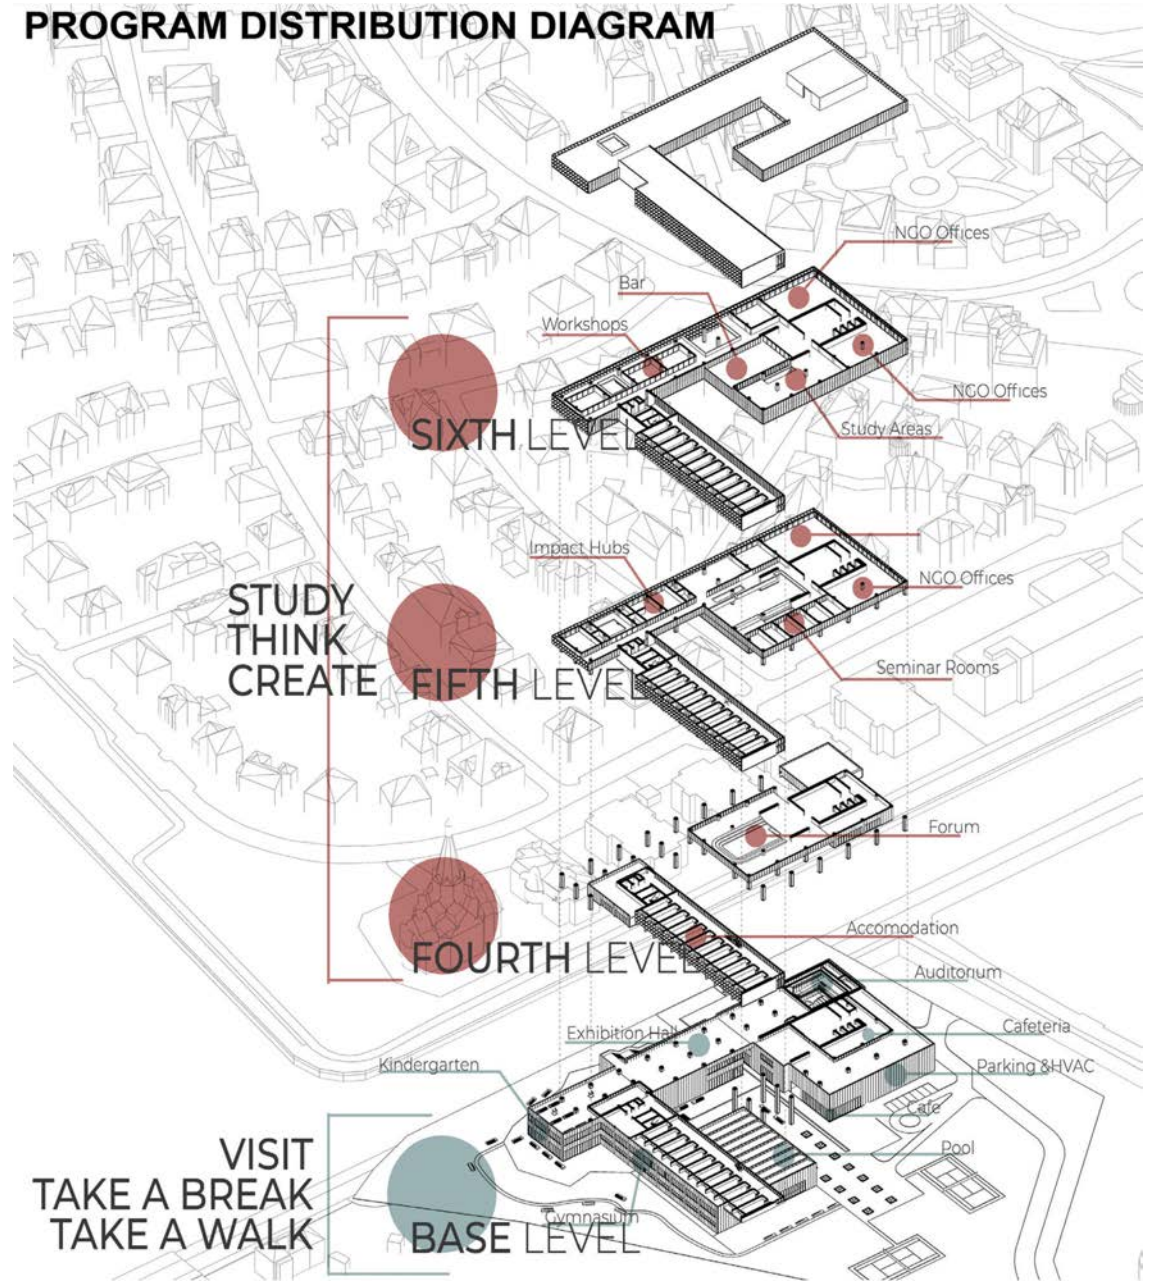 PROGRAM DISTRIBUTION DIAGRAM
NGO Offices
Bar
Workshops
NGO Offices
Study Areas
SIXTH LEVEL
Impact Hubs
NGO Offices
STUDY
THINK
CREATE
FIFTH LEVEL
Seminar Rooms
Forum
Accomodation
FOURTH LEVEL
Auditorium
Exhibition Hall
Cafeteria
Kindergarten
Parking &HVAC
Cafe
VISIT
TAKE A BREAK
TAKE A WALK
Pool
Gymnasium
BASE LEVEL